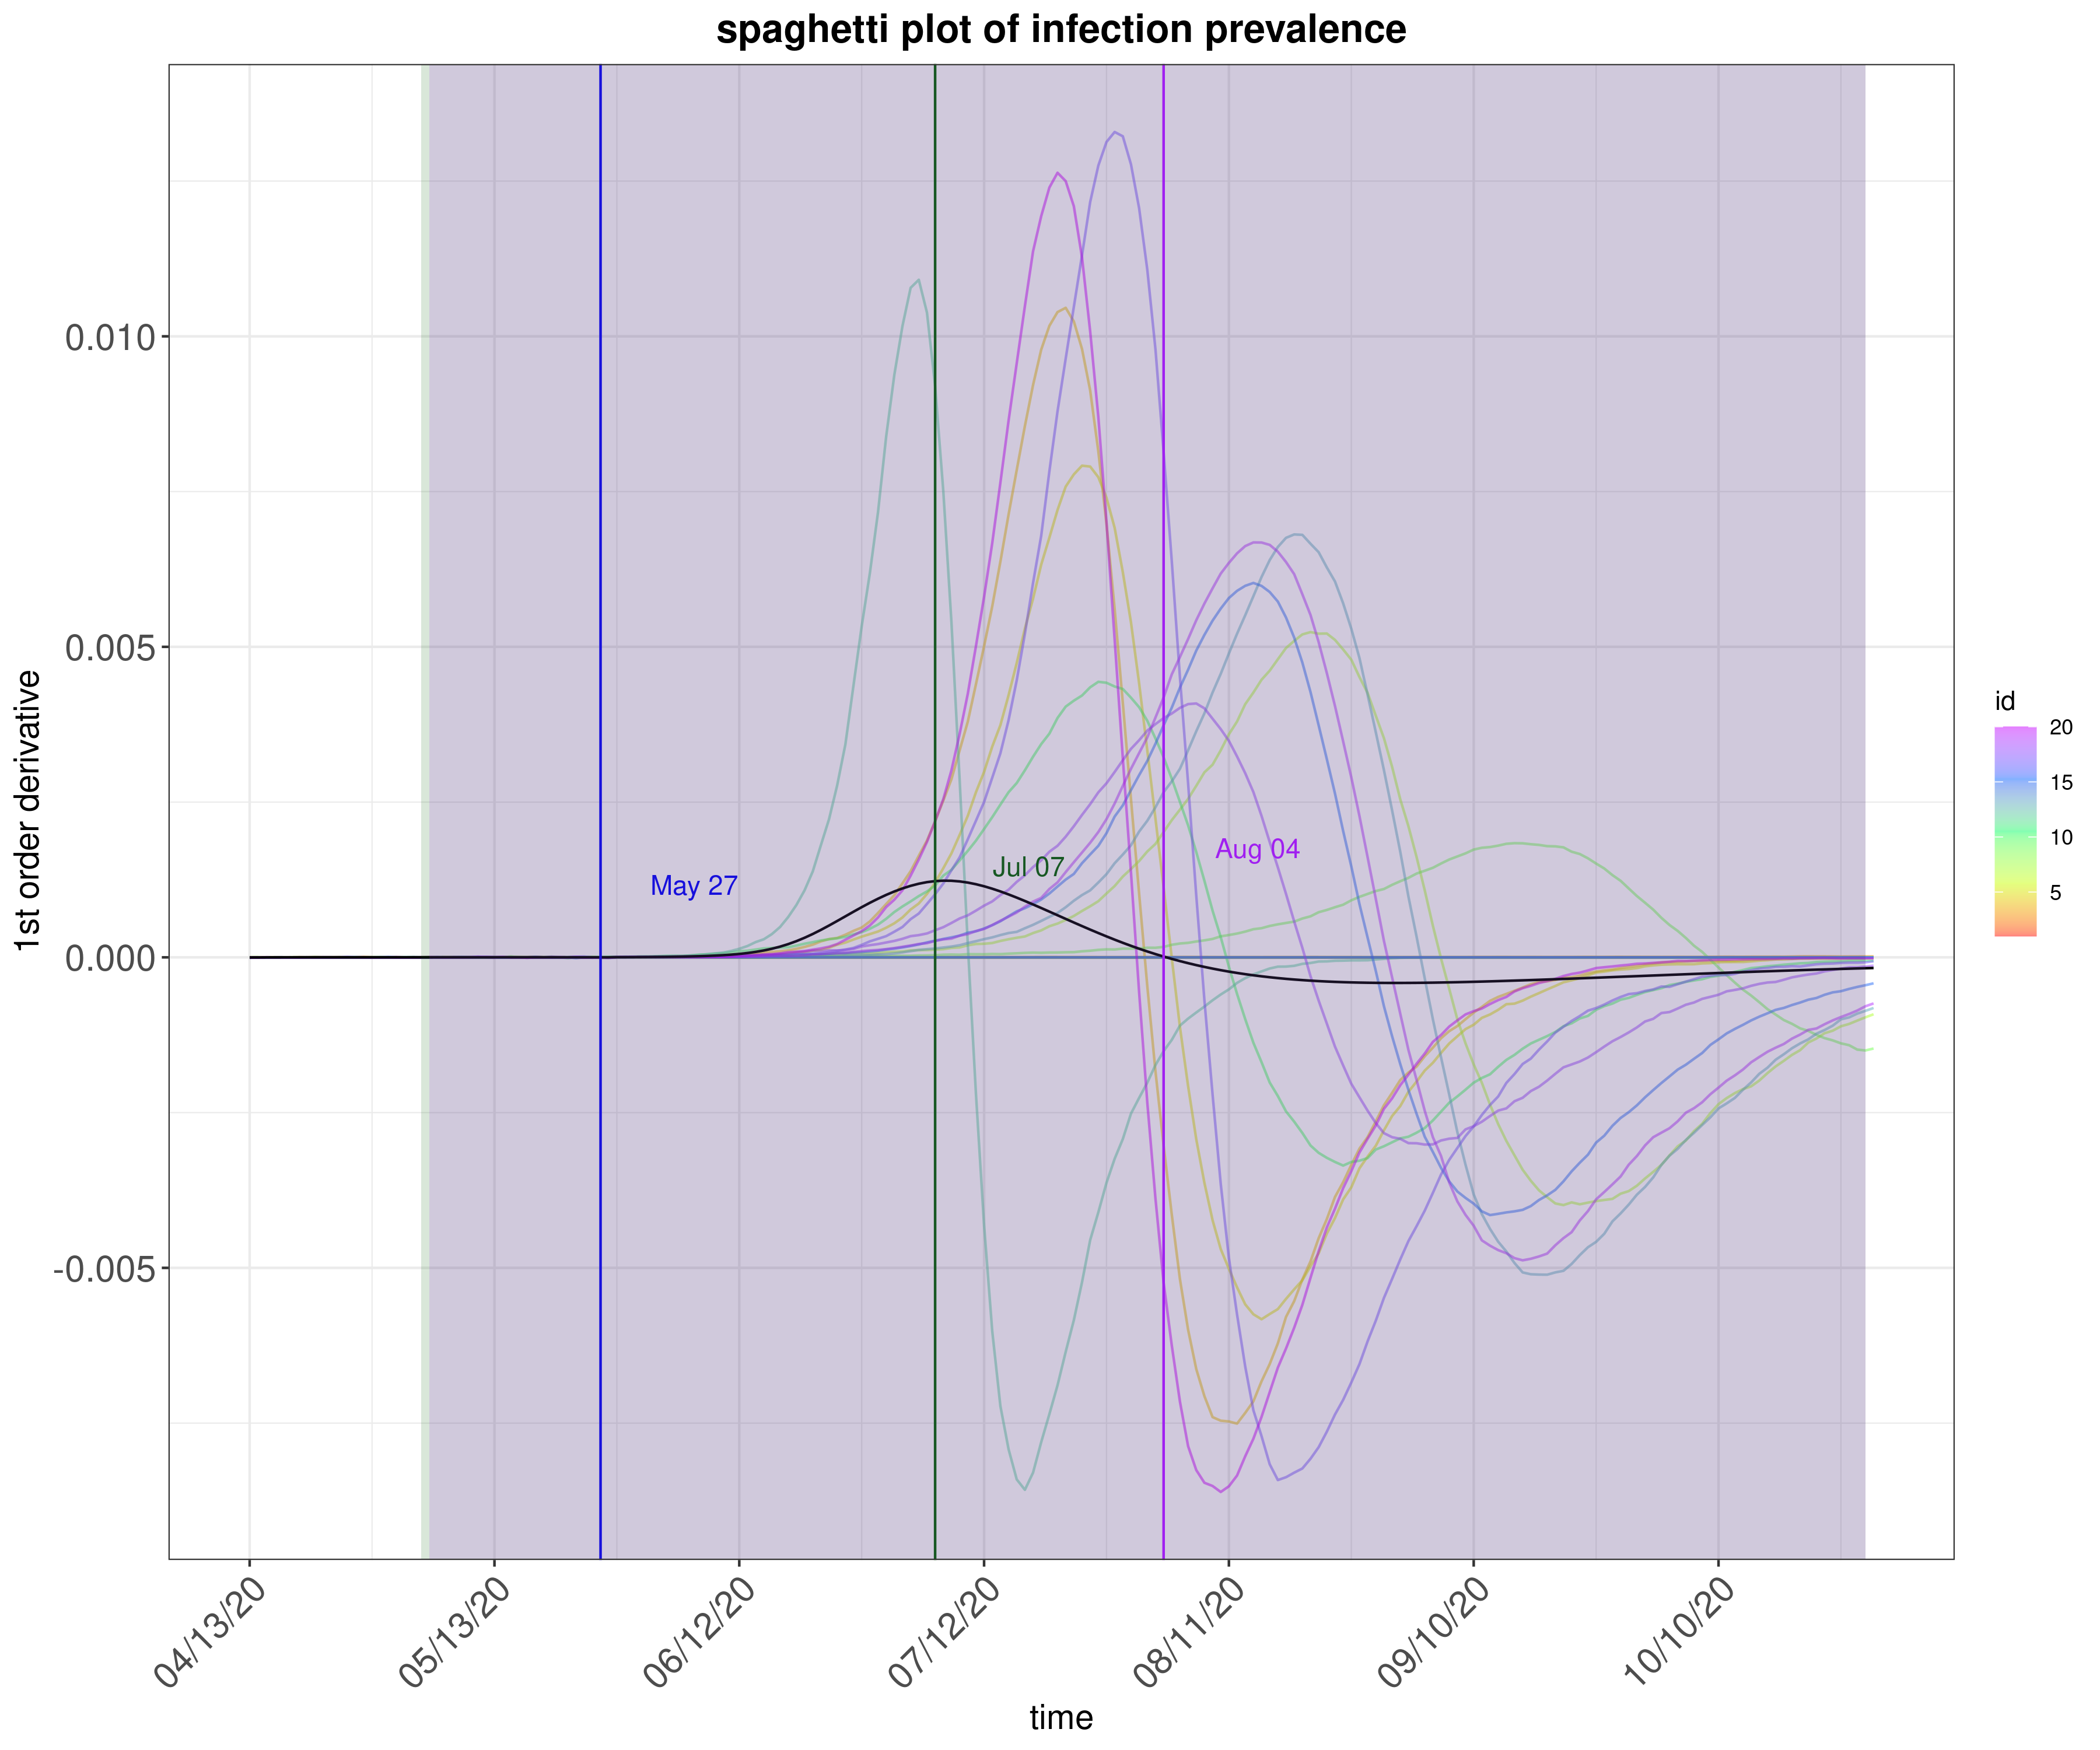 spaghetti plot of infection prevalence
1st order derivative
0.010
0.005
0.000
-0.005
May 27
Jul 07
Aug 04
04/13/20
05/13/20
06/12/20
07/12/20
08/11/20
09/10/20
10/10/20
time
id
20
15
10
5